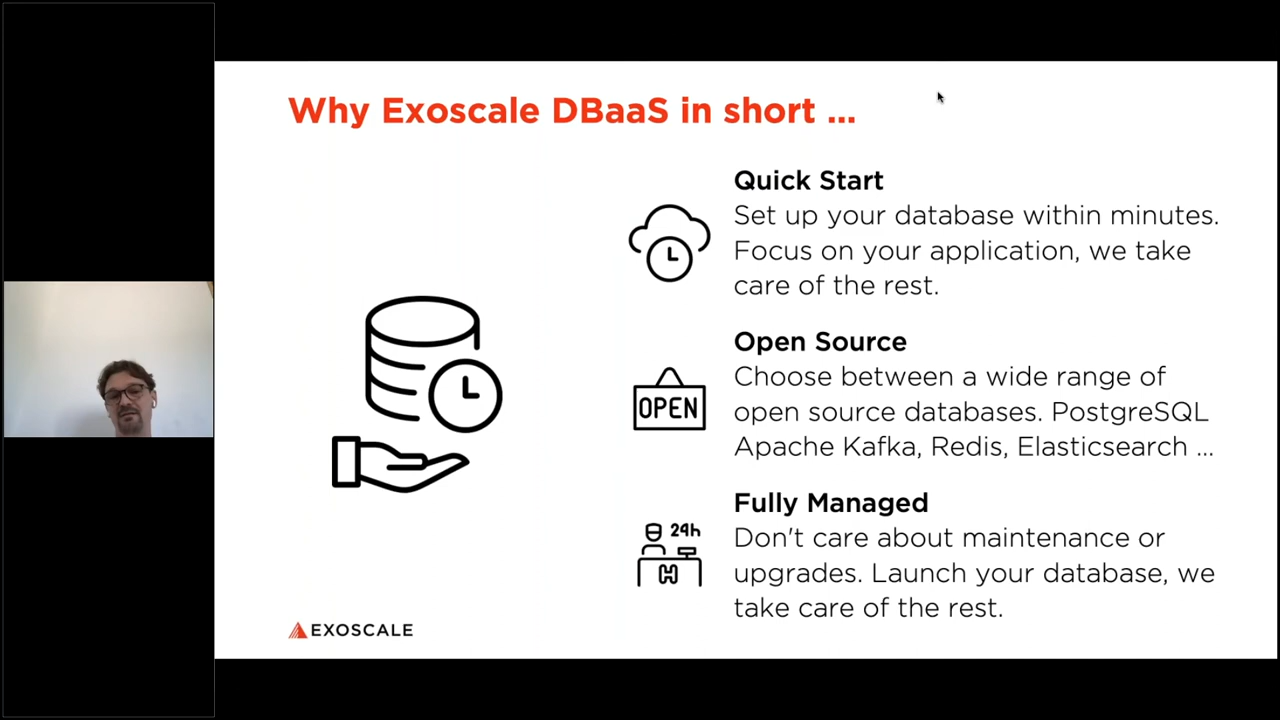 Why Exoscale DBaaS in short ...
Quick Start
Set up your database within minutes.
Focus on your application, we take
care of the rest.
OPEN
Open Source
Choose between a wide range of
open source databases. PostgreSQL
Apache Kafka, Redis, Elasticsearch ...
24h
H
Fully Managed
Don't care about maintenance or
upgrades. Launch your database, we
take care of the rest.
EXOSCALE